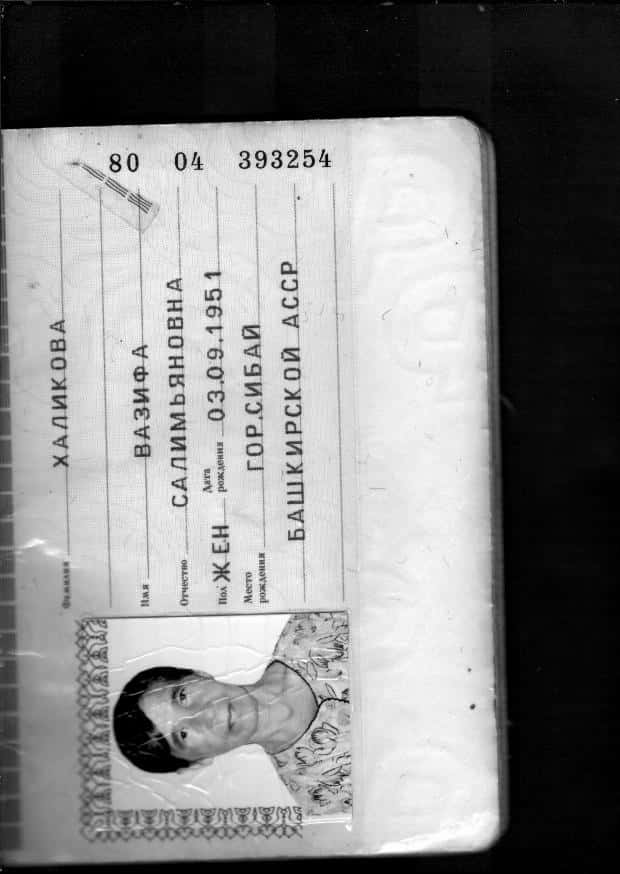 80 04 393254
Фамилия ХАЛИКОВА
Имя ВАЗИФА
Отчество САЛИМЬЯНОВНА
Пол ЖЕН Дата рождения 03.09.1951
Место рождения ГОР.СИБАЙ
БАШКИРСКОЙ АССР